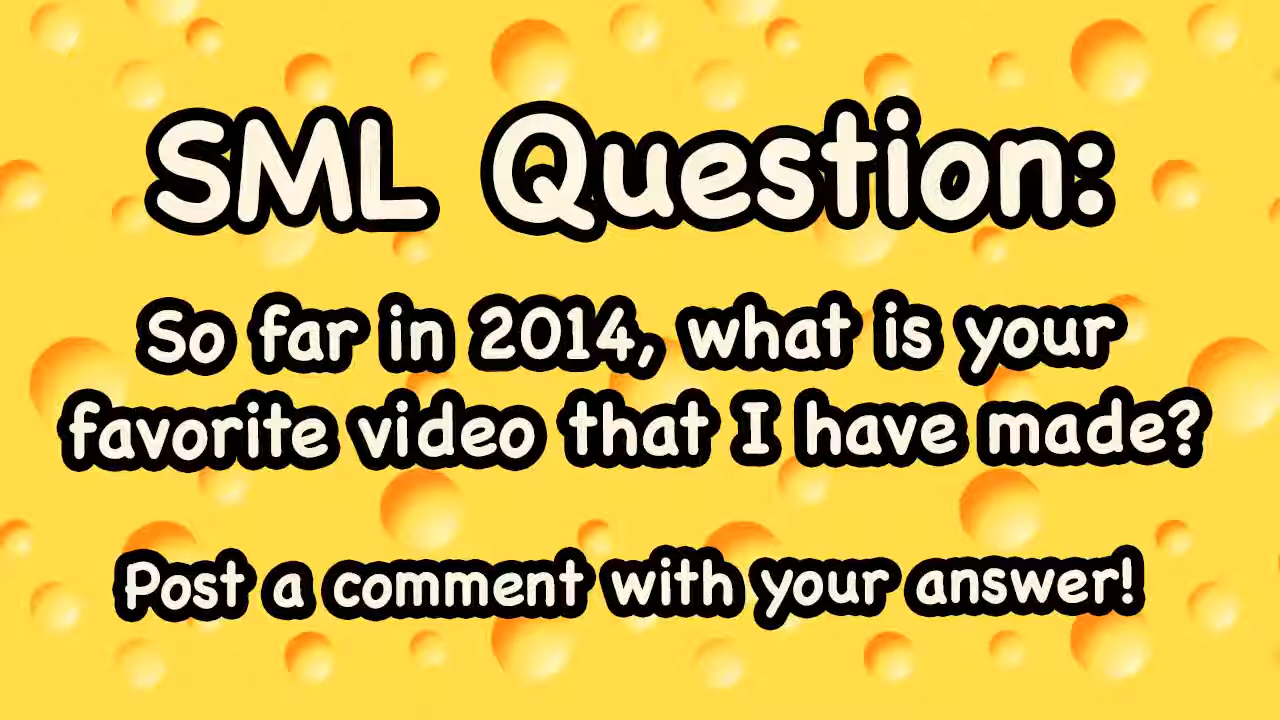 SML Question:
So far in 2014, what is your
favorite video that I have made?
Post a comment with your answer!